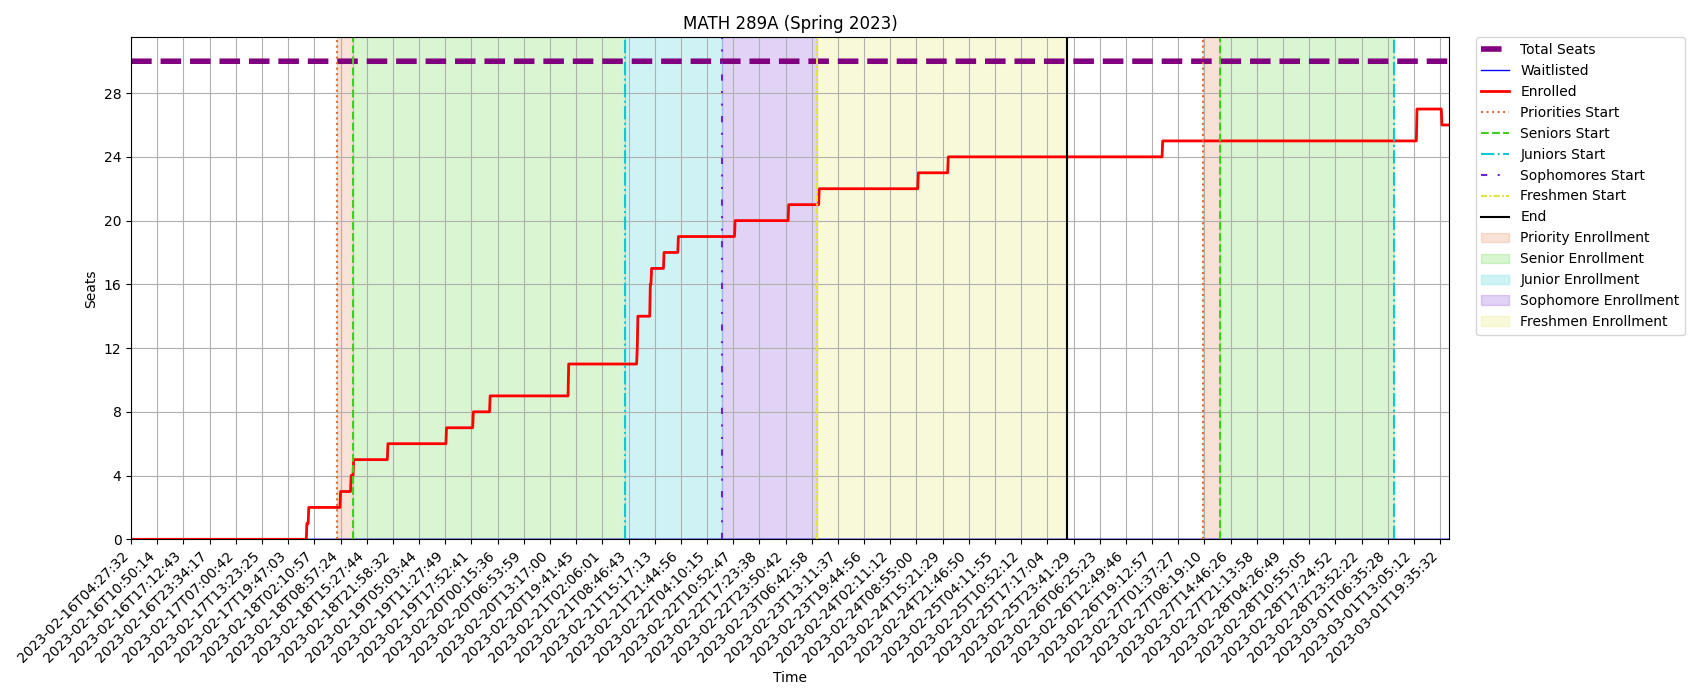 MATH 289A (Spring 2023)
Total Seats
Waitlisted
Enrolled
Priorities Start
Seniors Start
Juniors Start
Sophomores Start
Freshmen Start
End
Priority Enrollment
Senior Enrollment
Junior Enrollment
Sophomore Enrollment
Freshmen Enrollment
Seats
28
24
20
16
12
8
4
0
2023-02-16T04:27:32
2023-02-16T10:50:14
2023-02-16T17:12:43
2023-02-16T23:34:17
2023-02-17T07:00:42
2023-02-17T13:23:25
2023-02-17T19:47:03
2023-02-18T02:10:57
2023-02-18T08:57:24
2023-02-18T15:27:44
2023-02-18T21:58:32
2023-02-19T05:03:44
2023-02-19T11:27:49
2023-02-19T17:52:41
2023-02-20T00:15:36
2023-02-20T06:53:59
2023-02-20T13:17:00
2023-02-20T19:41:45
2023-02-21T02:06:01
2023-02-21T08:46:43
2023-02-21T15:17:13
2023-02-21T21:44:56
2023-02-22T04:10:15
2023-02-22T10:52:47
2023-02-22T17:23:38
2023-02-22T23:50:42
2023-02-23T06:42:58
2023-02-23T13:11:37
2023-02-23T19:44:56
2023-02-24T02:11:12
2023-02-24T08:55:00
2023-02-24T15:21:29
2023-02-24T21:46:50
2023-02-25T04:11:55
2023-02-25T10:52:12
2023-02-25T17:17:04
2023-02-25T23:41:29
2023-02-26T06:25:23
2023-02-26T12:49:46
2023-02-26T19:12:57
2023-02-27T01:37:27
2023-02-27T08:19:10
2023-02-27T14:46:26
2023-02-27T21:13:58
2023-02-28T04:26:49
2023-02-28T10:55:05
2023-02-28T17:24:52
2023-02-28T23:52:22
2023-03-01T06:35:28
2023-03-01T13:05:12
2023-03-01T19:35:32
Time